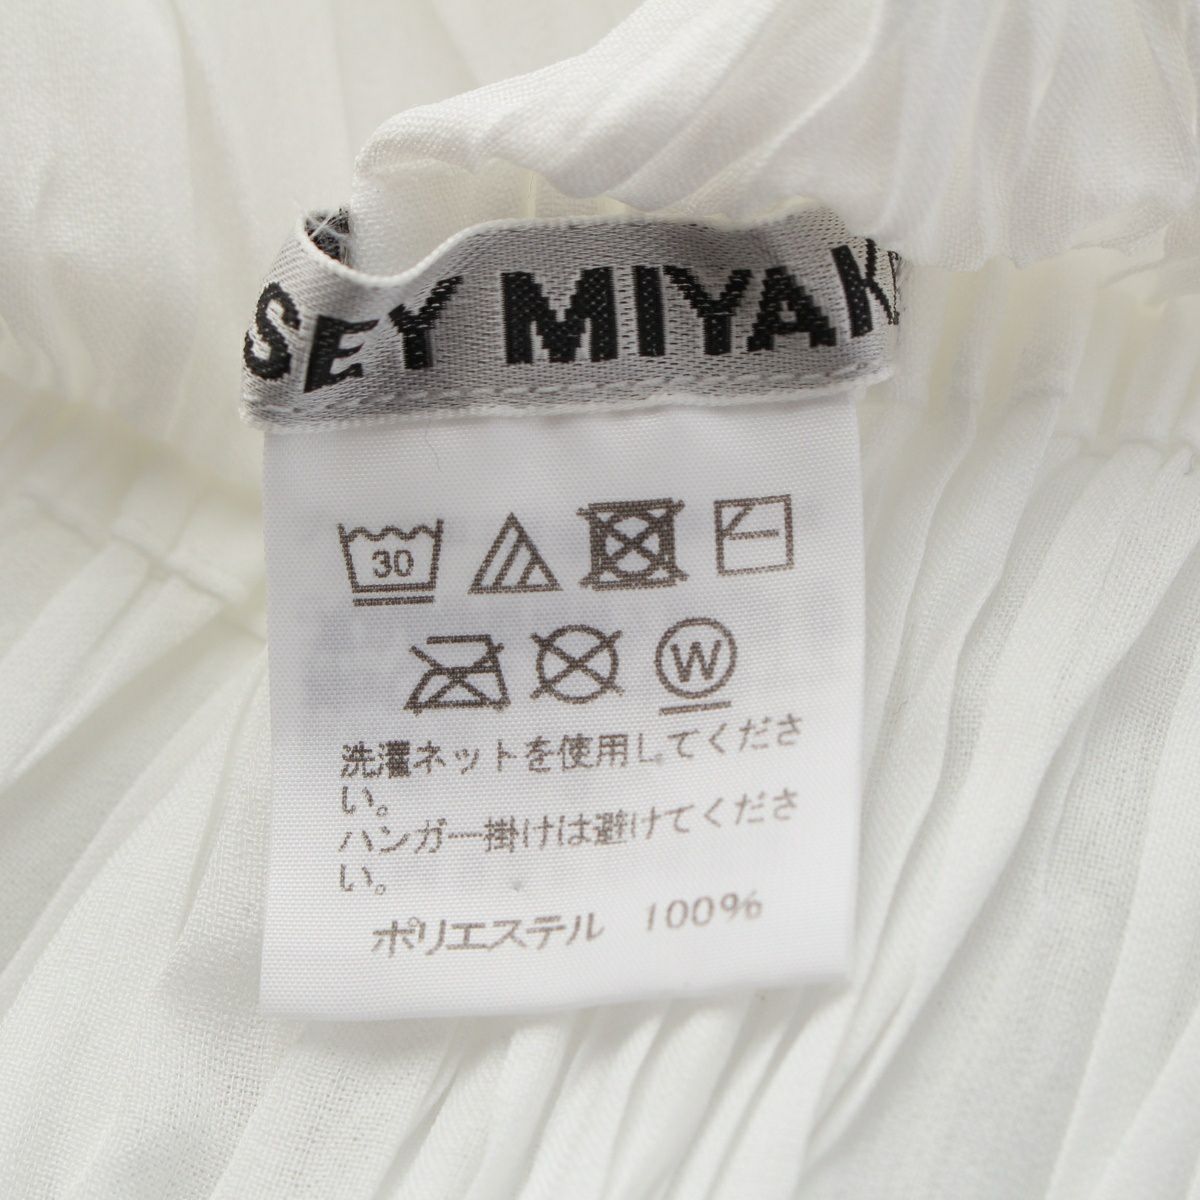 SEY MIYAK
30
W
洗濯ネットを使用してくださ
い。
ハンガー掛けは避けてくださ
い。
ポリエステル 100%